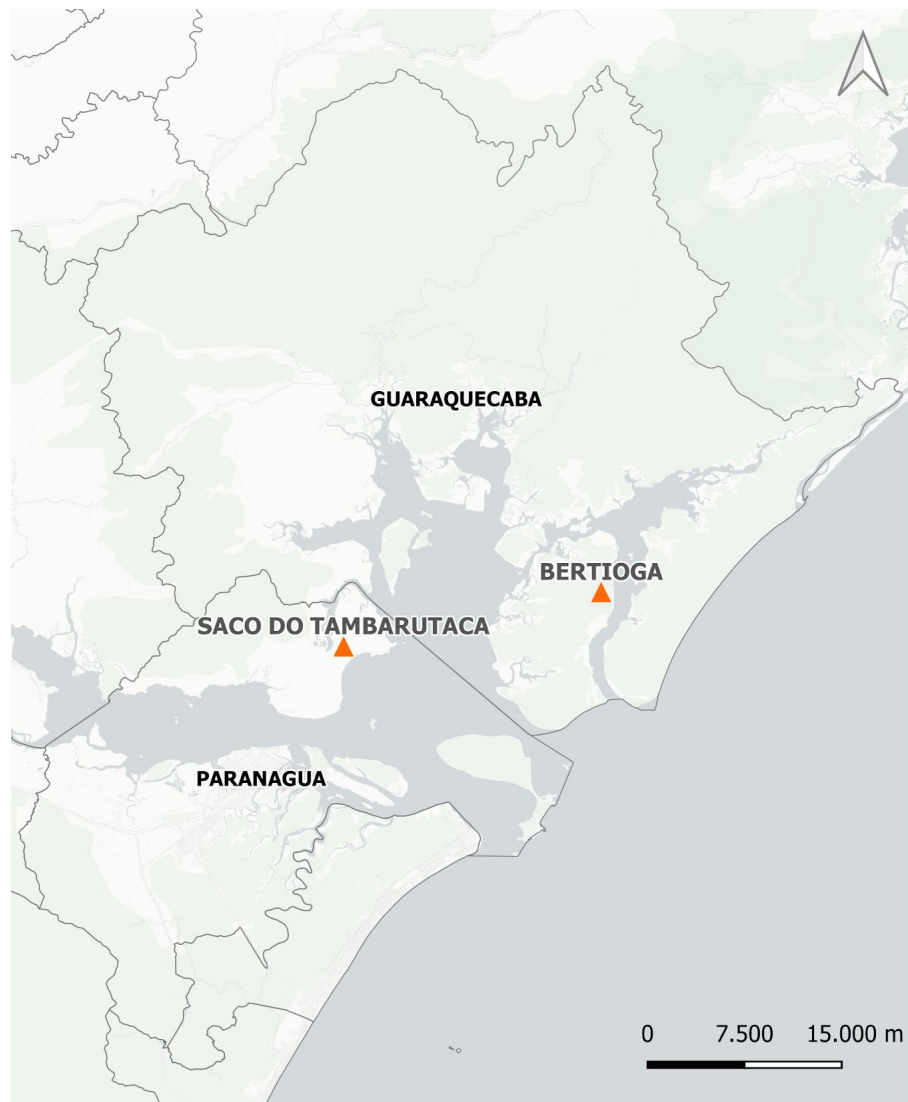 GUARAQUECABA
BERTIOGA
SACO DO TAMBARUTACA
PARANAGUA
0 7.500 15.000 m